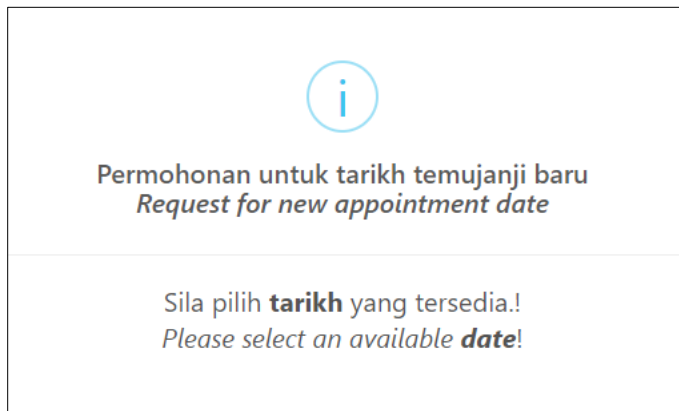 Permohonan untuk tarikh temujanji baru
Request for new appointment date
Sila pilih tarikh yang tersedia.!
Please select an available date!